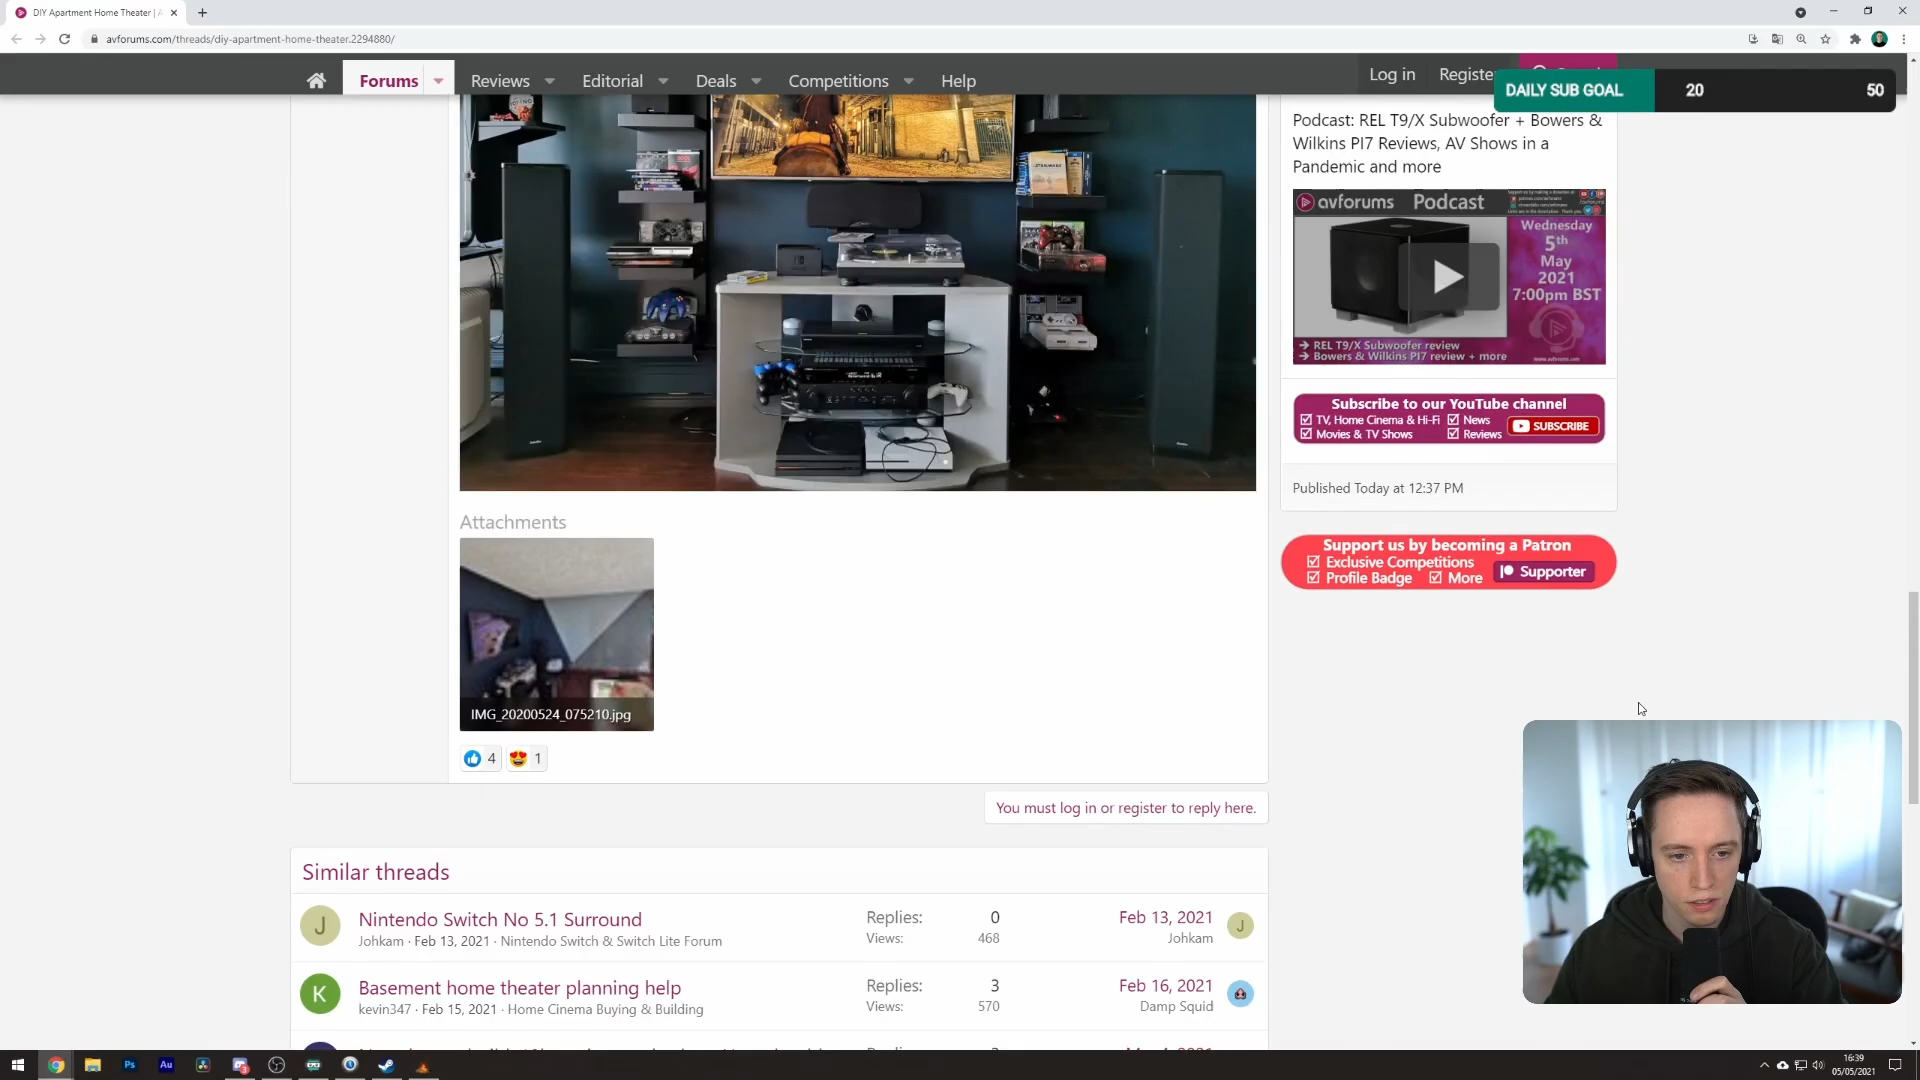 DIY Apartment Home Theater | A
avforums.com/threads/diy-apartment-home-theater.2294880/
Forums Reviews Editorial Deals Competitions Help
Log in Register
DAILY SUB GOAL 20 50
Podcast: REL T9/X Subwoofer + Bowers &
Wilkins PI7 Reviews, AV Shows in a
Pandemic and more
avforums Podcast
Wednesday
5th
May
2021
7:00pm BST
→ REL T9/X Subwoofer review
→ Bowers & Wilkins PI7 review + more
Subscribe to our YouTube channel
TV, Home Cinema & Hi-Fi News
Movies & TV Shows Reviews
SUBSCRIBE
Published Today at 12:37 PM
Support us by becoming a Patron
Exclusive Competitions
Profile Badge More
Supporter
Attachments
IMG_20200524_075210.jpg
4 1
You must log in or register to reply here.
Similar threads
J
Nintendo Switch No 5.1 Surround
Johkam · Feb 13, 2021 · Nintendo Switch & Switch Lite Forum
Replies: 0
Views: 468
Feb 13, 2021
Johkam
J
K
Basement home theater planning help
kevin347 · Feb 15, 2021 · Home Cinema Buying & Building
Replies: 3
Views: 570
Feb 16, 2021
Damp Squid
Ps Au
16:39
05/05/2021